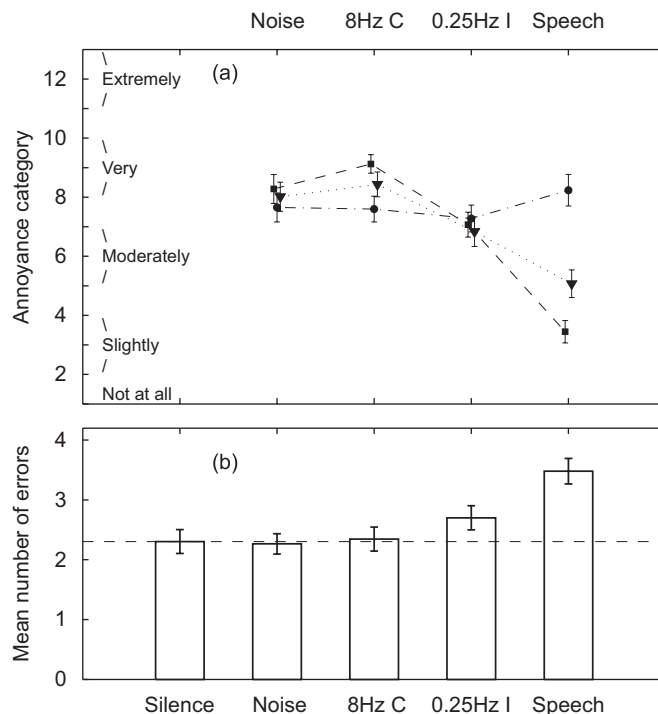 Noise 8Hz C 0.25Hz I Speech
(a)
Annoyance category
12
10
8
6
4
2
Extremely
Very
Moderately
Slightly
Not at all
(b)
Mean number of errors
4
3
2
1
0
Silence Noise 8Hz C 0.25Hz I Speech